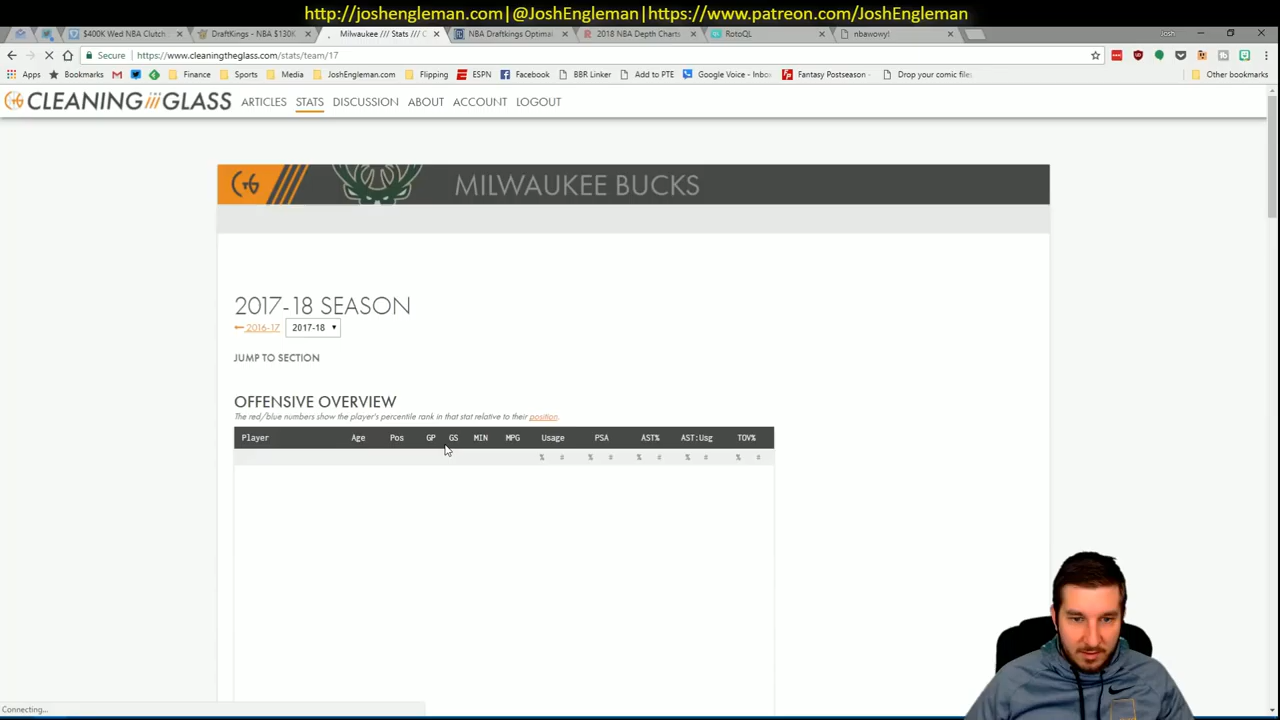 http://joshengleman.com|@JoshEngleman|https://www.patreon.com/JoshEngleman
$400K Wed NBA Clutch
DraftKings - NBA $130K
Milwaukee /// Stats /// C
NBA Draftkings Optimal
2018 NBA Depth Charts
RotoQL
nbawowy!
Josh
Secure
https://www.cleaningtheglass.com/stats/team/17
Apps
Bookmarks
Finance
Sports
Media
JoshEngleman.com
Flipping
ESPN
Facebook
BBR Linker
Add to PTE
Google Voice - Inbo
Fantasy Postseason -
Drop your comic files
Other bookmarks
CLEANING THE GLASS
ARTICLES
STATS
DISCUSSION
ABOUT
ACCOUNT
LOGOUT
CTG
MILWAUKEE BUCKS
2017-18 SEASON
← 2016-17
2017-18
JUMP TO SECTION
OFFENSIVE OVERVIEW
The red/blue numbers show the player's percentile rank in that stat relative to their position.
Player Age Pos GP GS MIN MPG Usage PSA AST% AST:Usg TOV%
% # % # % # % # % #
Connecting...